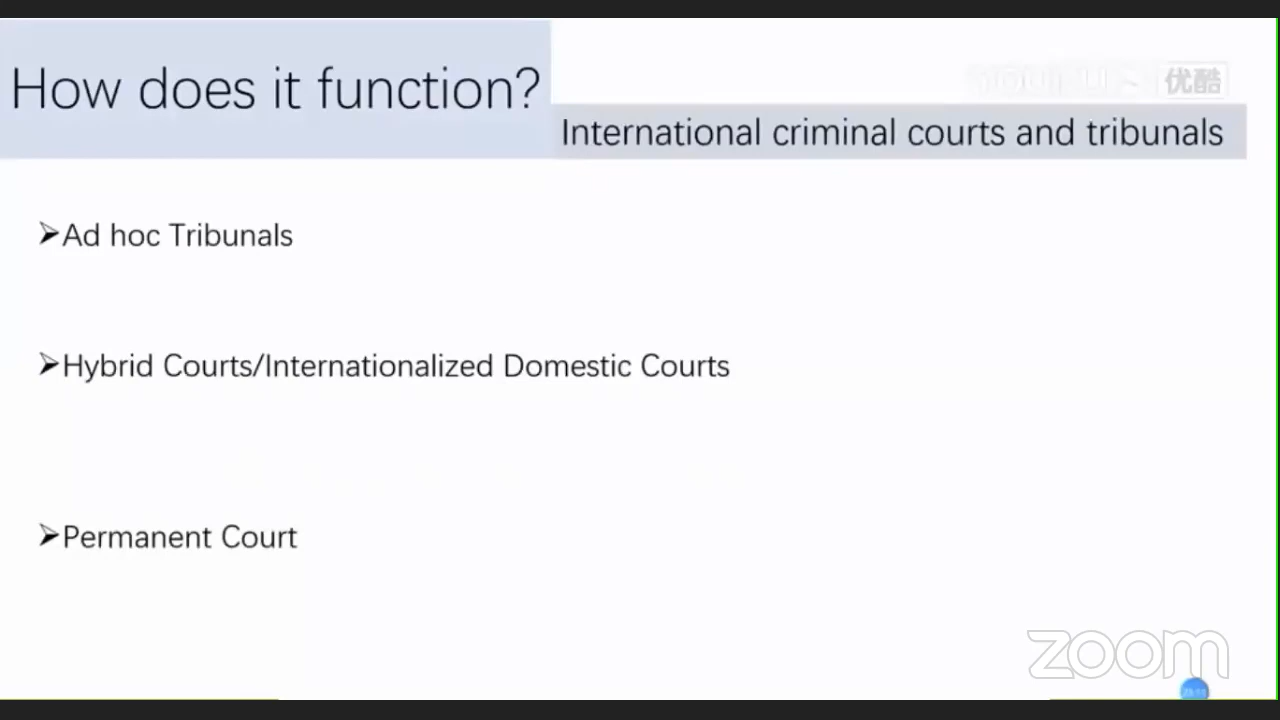 How does it function?
优酷
International criminal courts and tribunals
➢Ad hoc Tribunals
➢Hybrid Courts/Internationalized Domestic Courts
➢Permanent Court
zoom